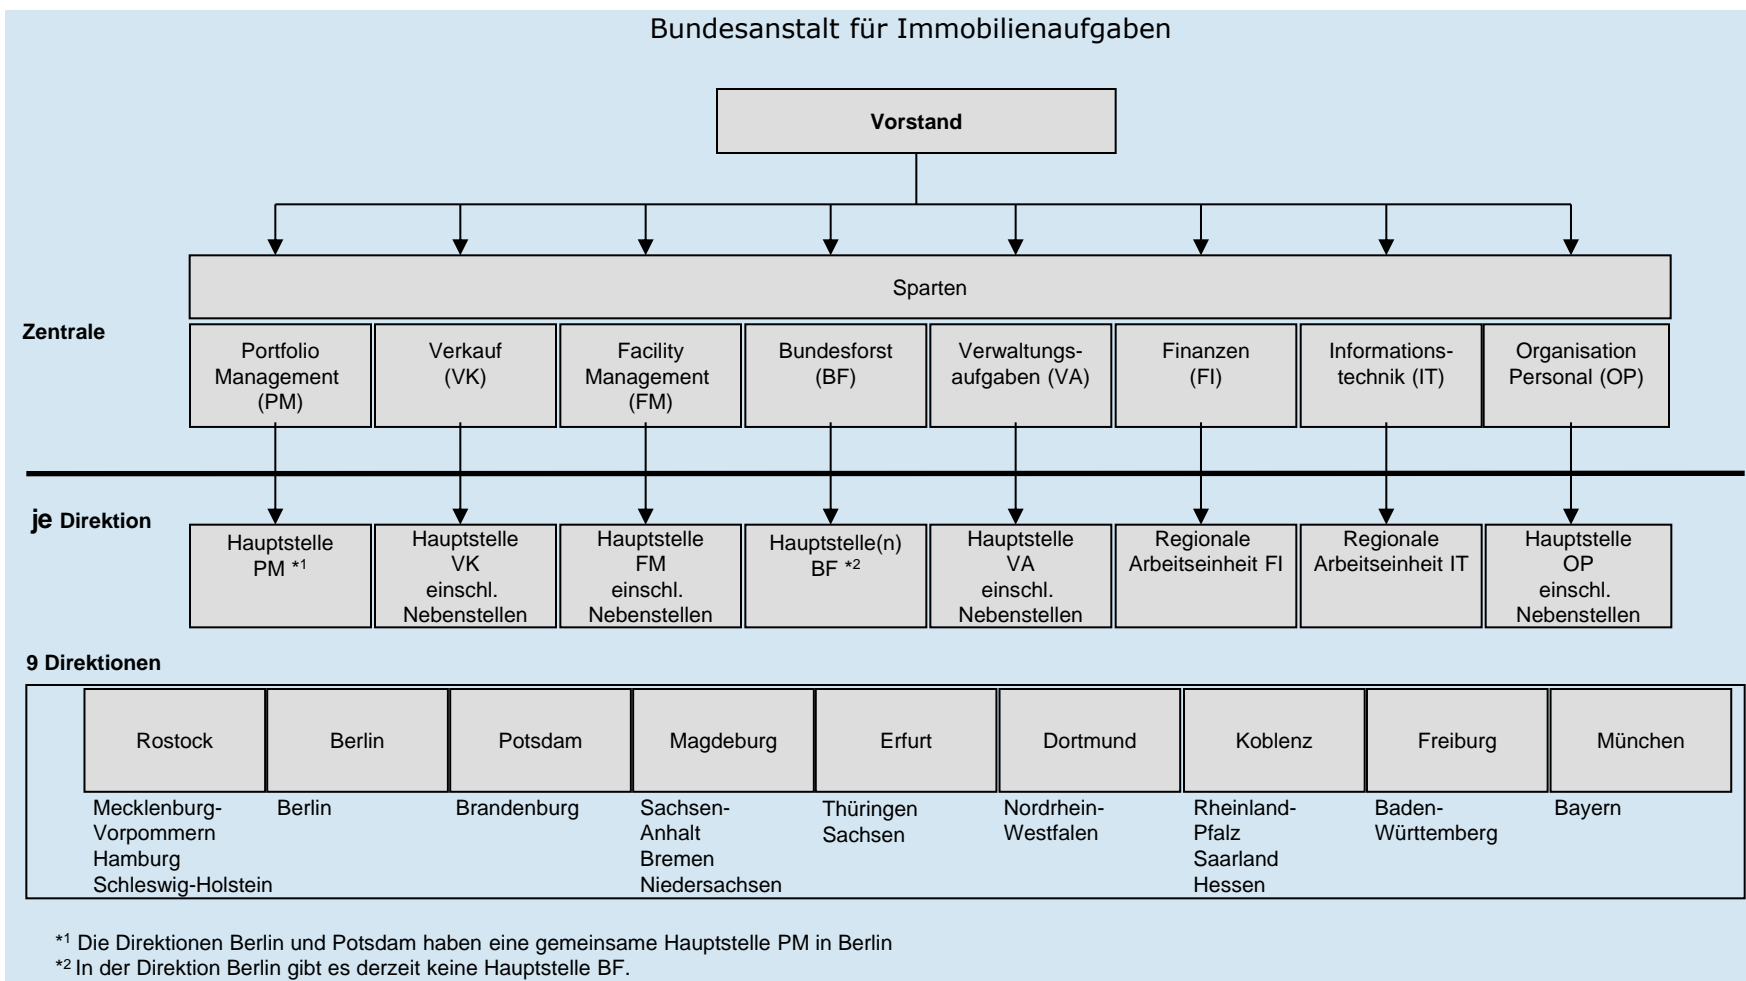 Bundesanstalt für Immobilienaufgaben
Vorstand
Sparten
Zentrale
Portfolio
Management
(PM)
Verkauf
(VK)
Facility
Management
(FM)
Bundesforst
(BF)
Verwaltungs-
aufgaben (VA)
Finanzen
(FI)
Informations-
technik (IT)
Organisation
Personal (OP)
je Direktion
Hauptstelle
PM *1
Hauptstelle
VK
einschl.
Nebenstellen
Hauptstelle
FM
einschl.
Nebenstellen
Hauptstelle(n)
BF *2
Hauptstelle
VA
einschl.
Nebenstellen
Regionale
Arbeitseinheit FI
Regionale
Arbeitseinheit IT
Hauptstelle
OP
einschl.
Nebenstellen
9 Direktionen
Rostock
Berlin
Potsdam
Magdeburg
Erfurt
Dortmund
Koblenz
Freiburg
München
Mecklenburg-
Vorpommern
Hamburg
Schleswig-Holstein
Berlin
Brandenburg
Sachsen-
Anhalt
Bremen
Niedersachsen
Thüringen
Sachsen
Nordrhein-
Westfalen
Rheinland-
Pfalz
Saarland
Hessen
Baden-
Württemberg
Bayern
*1 Die Direktionen Berlin und Potsdam haben eine gemeinsame Hauptstelle PM in Berlin
*2 In der Direktion Berlin gibt es derzeit keine Hauptstelle BF.